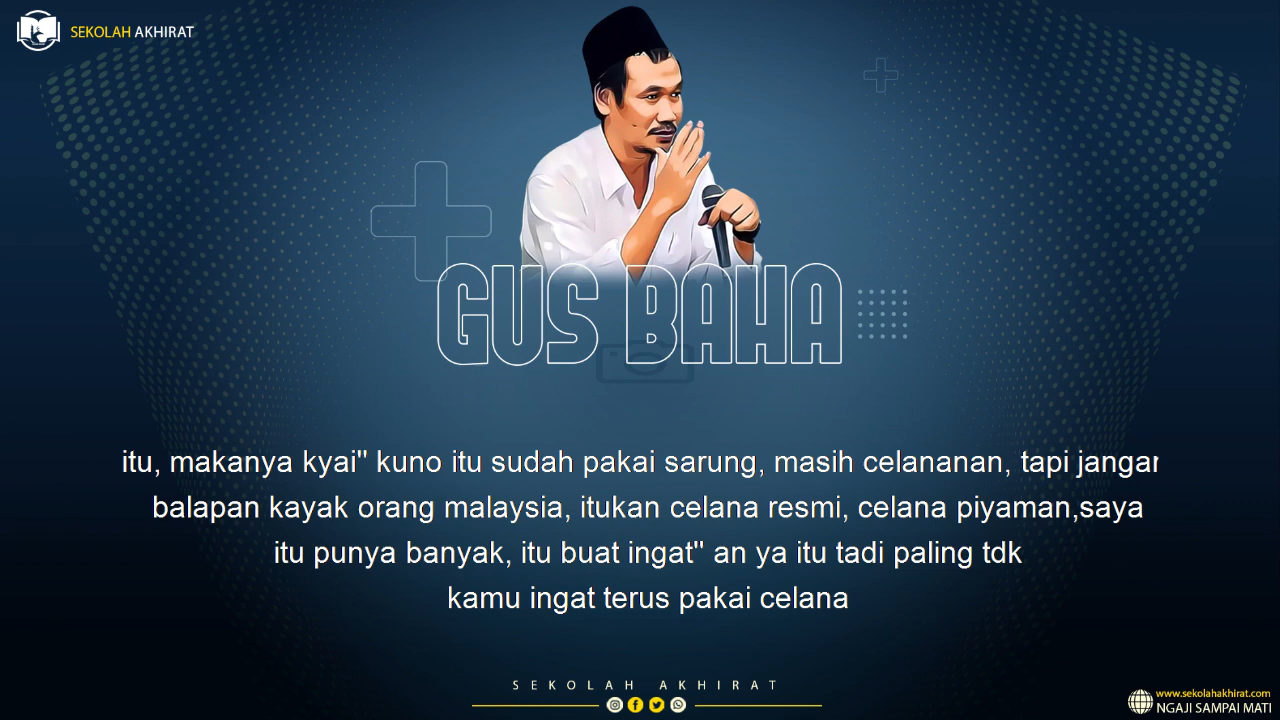 SEKOLAH AKHIRAT
GUS BAHA
itu, makanya kyai" kuno itu sudah pakai sarung, masih celananan, tapi jangan
balapan kayak orang malaysia, itukan celana resmi, celana piyaman,saya
itu punya banyak, itu buat ingat" an ya itu tadi paling tdk
kamu ingat terus pakai celana
SEKOLAH AKHIRAT
www.sekolahakhirat.com
NGAJI SAMPAI MATI